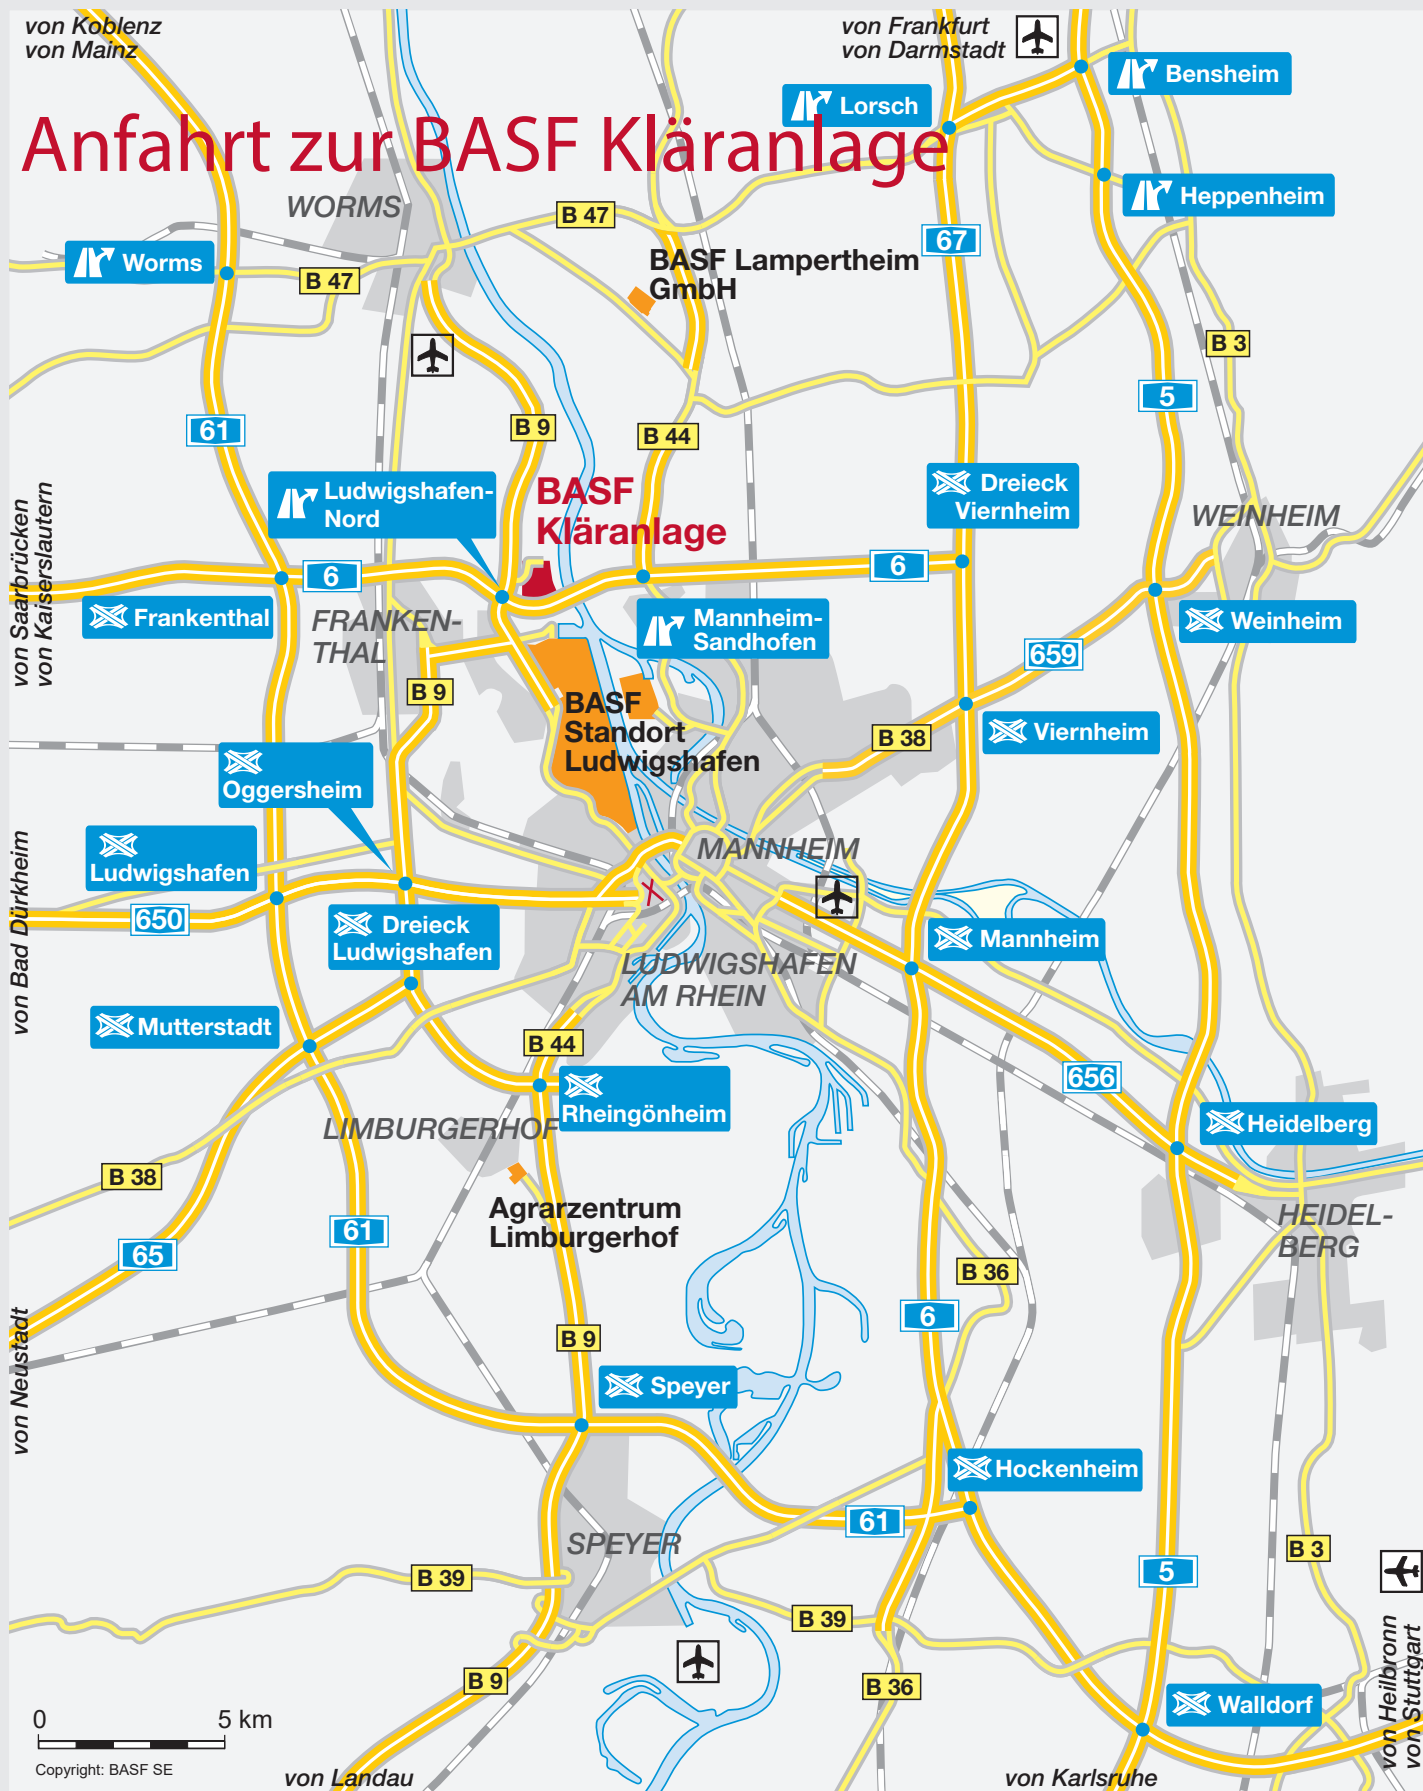 von Koblenz
von Mainz
von Frankfurt
von Darmstadt
Bensheim
Lorsch
Anfahrt zur BASF Kläranlage
Heppenheim
WORMS
B 47
67
Worms
B 47
BASF Lampertheim
GmbH
B 3
5
61
B 9
B 44
von Saarbrücken
von Kaiserslautern
Ludwigshafen-
Nord
BASF
Kläranlage
Dreieck
Viernheim
WEINHEIM
6
6
Frankenthal
FRANKEN-
THAL
Mannheim-
Sandhofen
Weinheim
659
B 9
BASF
Standort
Ludwigshafen
B 38
Viernheim
Oggersheim
von Bad Dürkheim
Ludwigshafen
MANNHEIM
650
Dreieck
Ludwigshafen
Mannheim
LUDWIGSHAFEN
AM RHEIN
Mutterstadt
B 44
656
Rheingönheim
Heidelberg
LIMBURGERHOF
B 38
Agrarzentrum
Limburgerhof
HEIDEL-
BERG
61
65
B 36
6
von Neustadt
B 9
Speyer
Hockenheim
61
SPEYER
B 3
B 39
5
B 39
von Heilbronn
von Stuttgart
B 9
B 36
Walldorf
0 5 km
Copyright: BASF SE
von Landau
von Karlsruhe